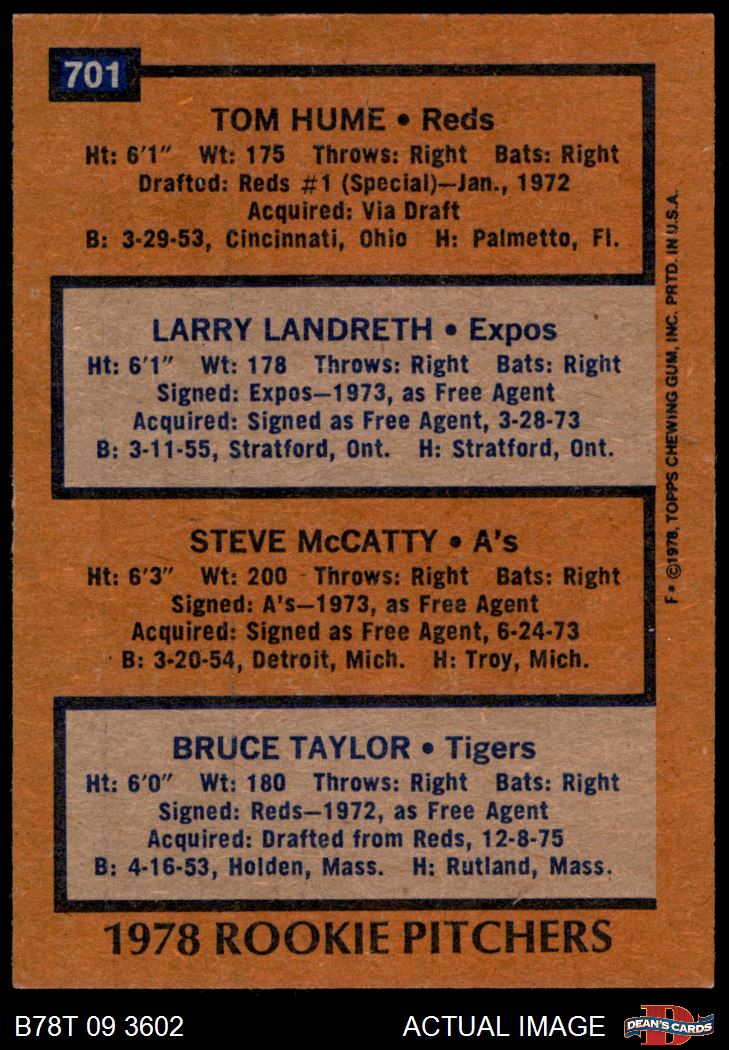 701
TOM HUME • Reds
Ht: 6'1" Wt: 175 Throws: Right Bats: Right
Drafted: Reds #1 (Special)—Jan., 1972
Acquired: Via Draft
B: 3-29-53, Cincinnati, Ohio H: Palmetto, Fl.
LARRY LANDRETH • Expos
Ht: 6'1" Wt: 178 Throws: Right Bats: Right
Signed: Expos—1973, as Free Agent
Acquired: Signed as Free Agent, 3-28-73
B: 3-11-55, Stratford, Ont. H: Stratford, Ont.
STEVE McCATTY • A's
Ht: 6'3" Wt: 200 Throws: Right Bats: Right
Signed: A's—1973, as Free Agent
Acquired: Signed as Free Agent, 6-24-73
B: 3-20-54, Detroit, Mich. H: Troy, Mich.
BRUCE TAYLOR • Tigers
Ht: 6'0" Wt: 180 Throws: Right Bats: Right
Signed: Reds—1972, as Free Agent
Acquired: Drafted from Reds, 12-8-75
B: 4-16-53, Holden, Mass. H: Rutland, Mass.
1978 ROOKIE PITCHERS
F* ©1978, TOPPS CHEWING GUM, INC. PRTD. IN U.S.A.
B78T 09 3602
ACTUAL IMAGE
D
DEAN'S CARDS